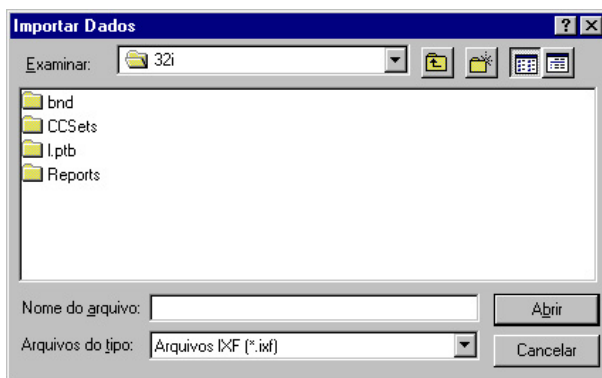 Importar Dados
Examinar: 32i
bnd
CCSets
l.ptb
Reports
Nome do arquivo: Abrir
Arquivos do tipo: Arquivos IXF (*.ixf) Cancelar